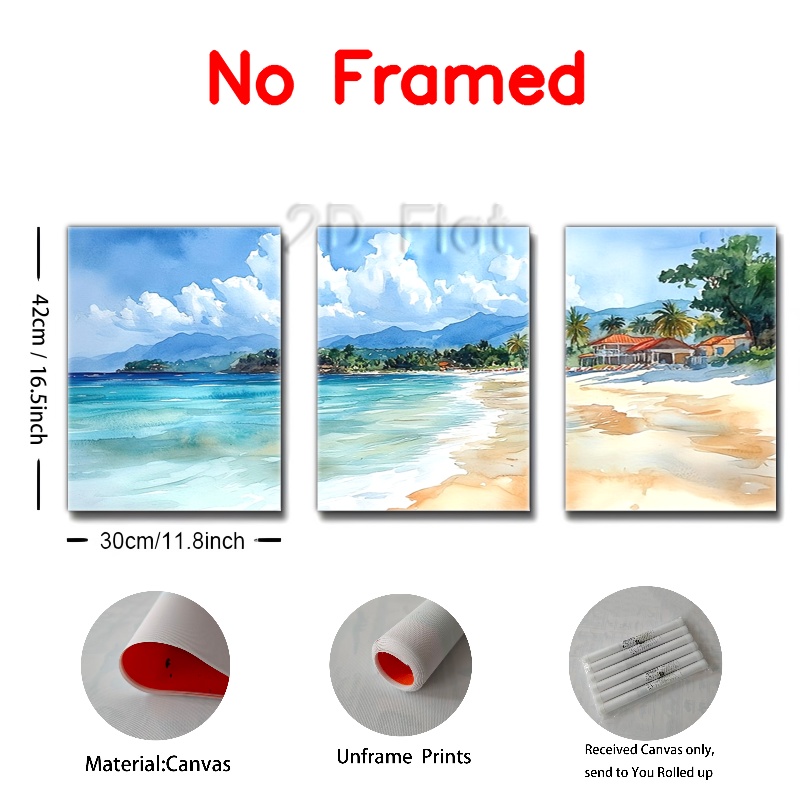 No Framed
2D Flat
42cm / 16.5inch
30cm/11.8inch
Material:Canvas
Unframe Prints
Received Canvas only,
send to You Rolled up